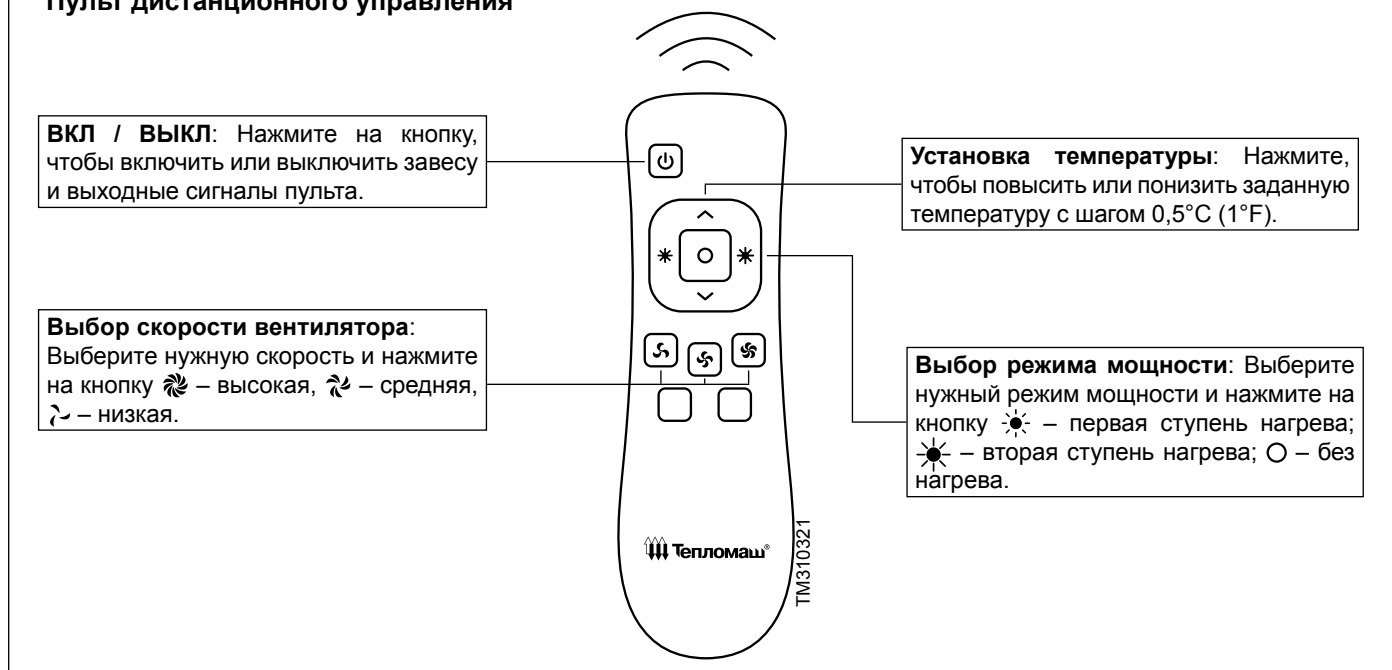 Пульт дистанционного управления
ВКЛ / ВЫКЛ: Нажмите на кнопку,
чтобы включить или выключить завесу
и выходные сигналы пульта.
Установка температуры: Нажмите,
чтобы повысить или понизить заданную
температуру с шагом 0,5°C (1°F).
Выбор скорости вентилятора:
Выберите нужную скорость и нажмите
на кнопку – высокая, – средняя,
– низкая.
Выбор режима мощности: Выберите
нужный режим мощности и нажмите на
кнопку – первая ступень нагрева;
– вторая ступень нагрева; – без
нагрева.
Тепломаш®
TM310321